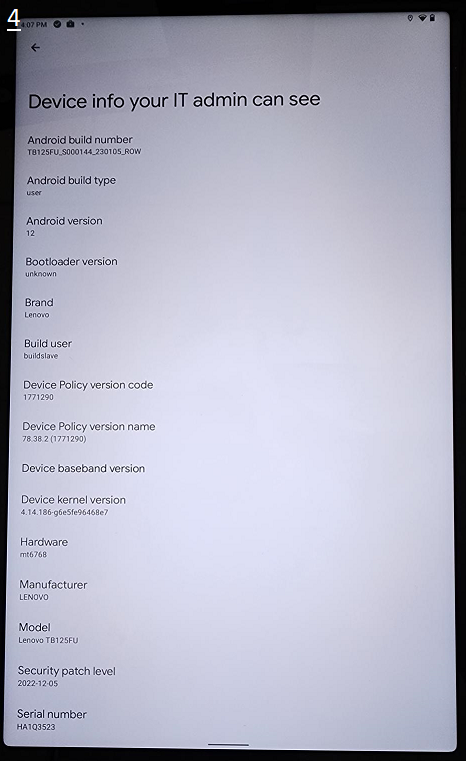 4
4:07 PM
Device info your IT admin can see
Android build number
TB125FU_S000144_230105_ROW
Android build type
user
Android version
12
Bootloader version
unknown
Brand
Lenovo
Build user
buildslave
Device Policy version code
1771290
Device Policy version name
78.38.2 (1771290)
Device baseband version
Device kernel version
4.14.186-g6e5fe96468e7
Hardware
mt6768
Manufacturer
LENOVO
Model
Lenovo TB125FU
Security patch level
2022-12-05
Serial number
HA1Q3523